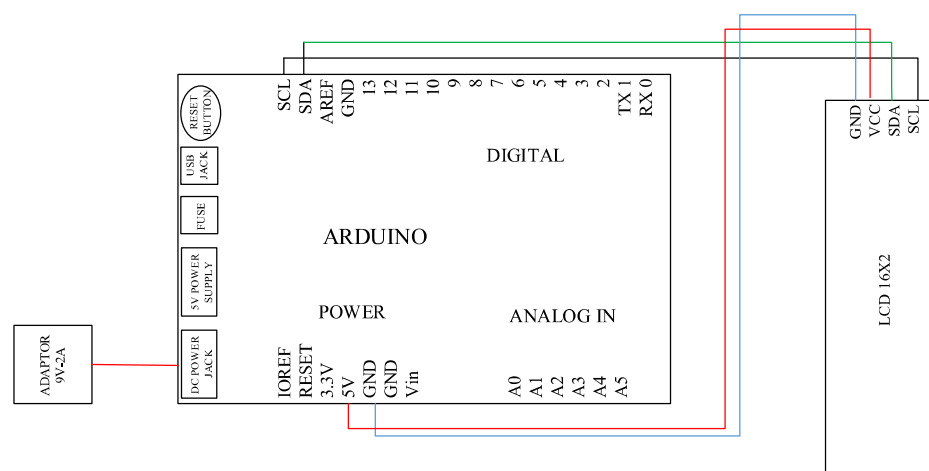 SCL
SDA
AREF
GND
13
12
11
10
9
8
7
6
5
4
3
2
TX 1
RX 0
GND
VCC
SDA
SCL
RESET
BUTTON
USB
JACK
DIGITAL
FUSE
ARDUINO
5V POWER
SUPPLY
LCD 16X2
POWER
ANALOG IN
ADAPTOR
9V-2A
DC POWER
JACK
IOREF
RESET
3.3V
5V
GND
GND
Vin
A0
A1
A2
A3
A4
A5